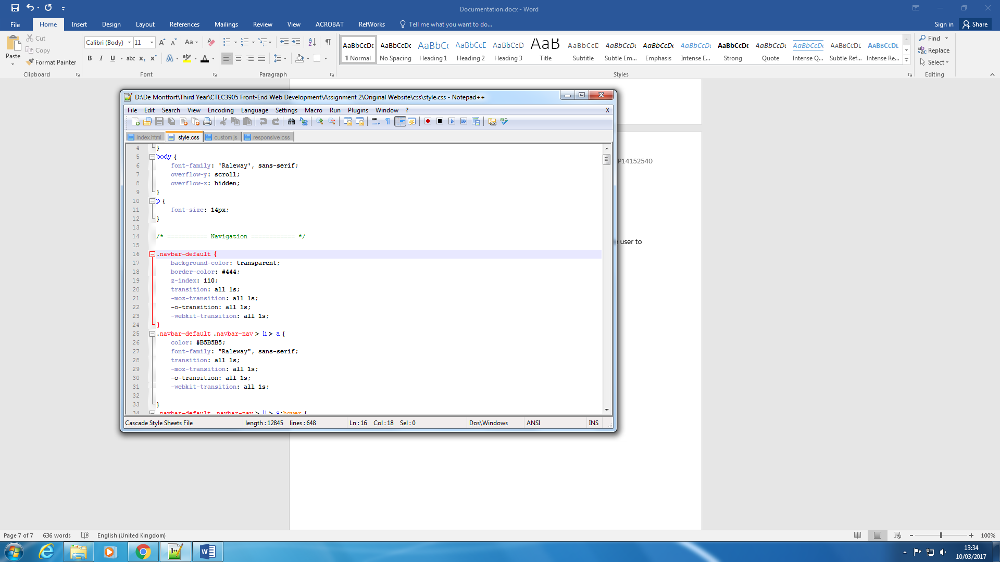 Documentation.docx - Word
File Home Insert Design Layout References Mailings Review View ACROBAT RefWorks Tell me what you want to do... Sign in Share
Paste Cut Copy Format Painter
Calibri (Body) 11
AaBbCcDc AaBbCcDc AaBbCc AaBbCcD AaBbCcD AaB AaBbCcD AaBbCcDc AaBbCcDc AaBbCcDc AaBbCcDc AaBbCcDc AaBbCcDc AaBbCcDc AaBbCcDc
¶ Normal No Spacing Heading 1 Heading 2 Heading 3 Title Subtitle Subtle Em... Emphasis Intense E... Strong Quote Intense Q... Subtle Ref... Intense Re...
Find
Replace
Select
Clipboard Font Paragraph Styles Editing
D:\De Montfort\Third Year\CTEC3905 Front-End Web Development\Assignment 2\Original Website\css\style.css - Notepad++
File Edit Search View Encoding Language Settings Macro Run Plugins Window ? X
index.html style.css custom.js responsive.css
4 }
5 body {
6 font-family: 'Raleway', sans-serif;
7 overflow-y: scroll;
8 overflow-x: hidden;
9 }
10 p {
11 font-size: 14px;
12 }
13
14 /* =========== Navigation ============ */
15
16 .navbar-default {
17 background-color: transparent;
18 border-color: #444;
19 z-index: 110;
20 transition: all 1s;
21 -moz-transition: all 1s;
22 -o-transition: all 1s;
23 -webkit-transition: all 1s;
24 }
25 .navbar-default .navbar-nav > li > a {
26 color: #B5B5B5;
27 font-family: "Raleway", sans-serif;
28 transition: all 1s;
29 -moz-transition: all 1s;
30 -o-transition: all 1s;
31 -webkit-transition: all 1s;
32
33 }
34 .navbar-default .navbar-nav > li > a:hover {
Cascade Style Sheets File length : 12845 lines : 648 Ln : 16 Col : 18 Sel : 0 Dos\Windows ANSI INS
P14152540
user to
Page 7 of 7 636 words English (United Kingdom) 100%
13:34
10/03/2017